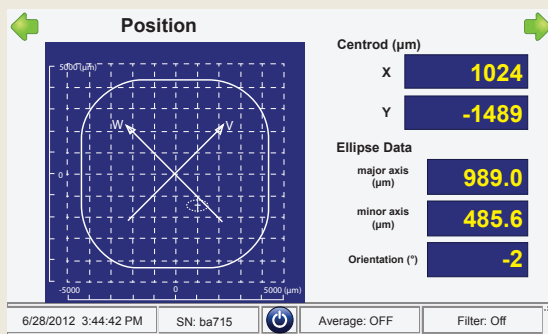 Position
Centrod (µm)
5000 (µm)
X
1024
W
V
Y
-1489
Ellipse Data
0
major axis
(µm)
989.0
minor axis
(µm)
485.6
Orientation (°)
-2
-5000
0
5000 (µm)
6/28/2012 3:44:42 PM
SN: ba715
Average: OFF
Filter: Off